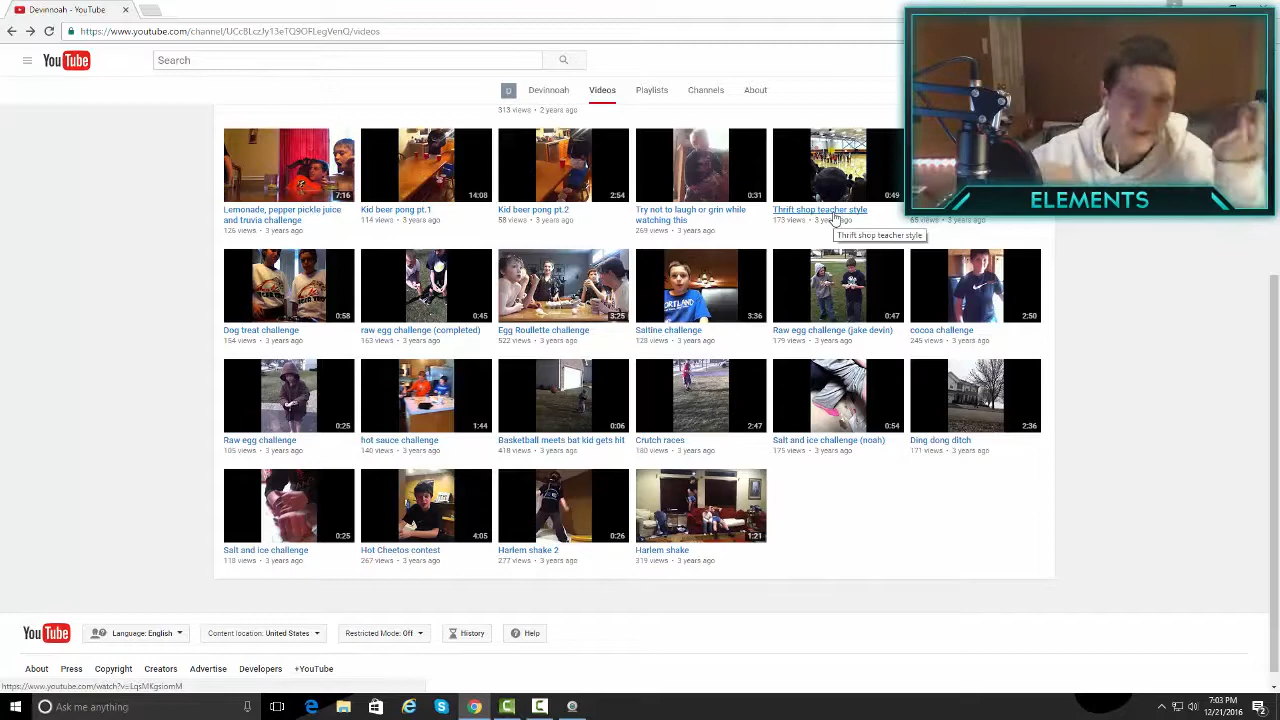 Devinnoah - YouTube
https://www.youtube.com/channel/UCcBLczJy13eTQ9OFLegVenQ/videos
YouTube
Search
D
Devinnoah
Videos
Playlists
Channels
About
313 views • 2 years ago
7:16
14:08
2:54
0:31
0:49
Lemonade, pepper pickle juice
and truvia challenge
126 views • 3 years ago
Kid beer pong pt.1
114 views • 3 years ago
Kid beer pong pt.2
58 views • 3 years ago
Try not to laugh or grin while
watching this
269 views • 3 years ago
Thrift shop teacher style
173 views • 3 years ago
Thrift shop teacher style
ELEMENTS
0:58
0:45
3:25
3:36
0:47
2:50
Dog treat challenge
154 views • 3 years ago
raw egg challenge (completed)
163 views • 3 years ago
Egg Roullette challenge
522 views • 3 years ago
Saltine challenge
128 views • 3 years ago
Raw egg challenge (jake devin)
179 views • 3 years ago
cocoa challenge
245 views • 3 years ago
0:25
1:44
0:06
2:47
0:54
2:36
Raw egg challenge
105 views • 3 years ago
hot sauce challenge
140 views • 3 years ago
Basketball meets bat kid gets hit
418 views • 3 years ago
Crutch races
180 views • 3 years ago
Salt and ice challenge (noah)
175 views • 3 years ago
Ding dong ditch
171 views • 3 years ago
0:25
4:05
0:26
1:21
Salt and ice challenge
118 views • 3 years ago
Hot Cheetos contest
267 views • 3 years ago
Harlem shake 2
277 views • 3 years ago
Harlem shake
319 views • 3 years ago
YouTube
Language: English
Content location: United States
Restricted Mode: Off
History
Help
About
Press
Copyright
Creators
Advertise
Developers
+YouTube
Ask me anything
7:03 PM
12/21/2016
2